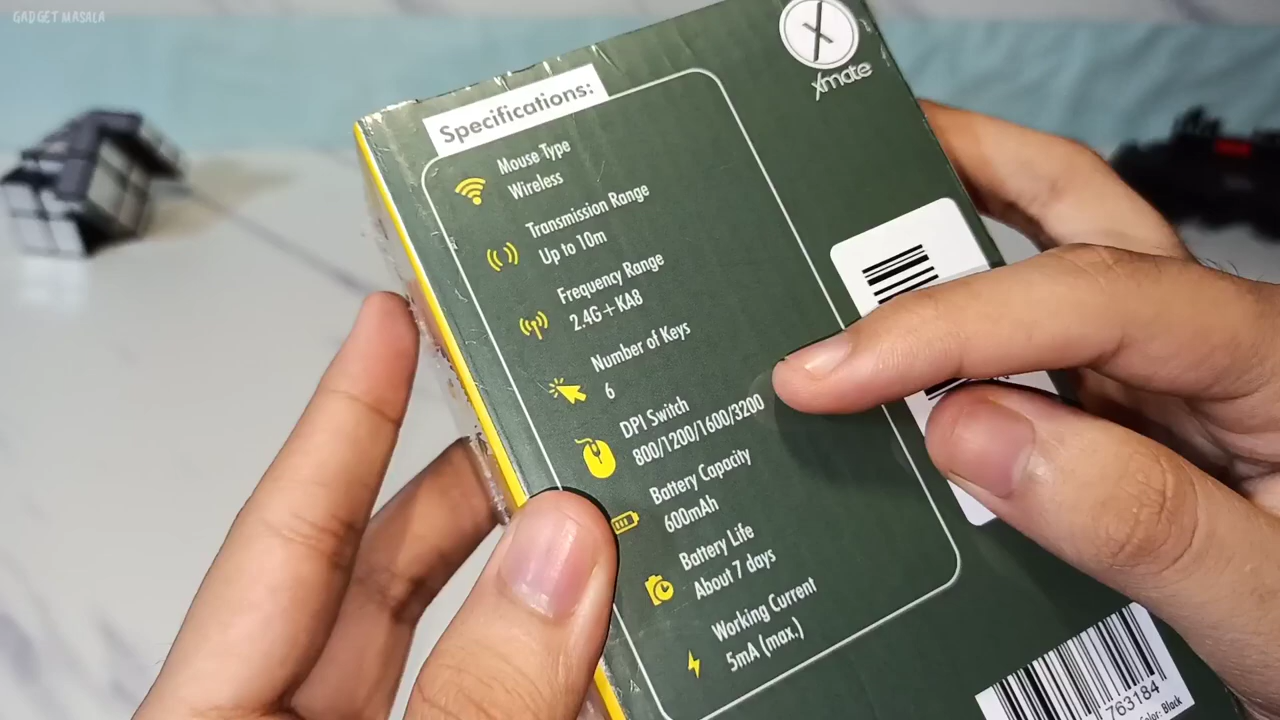 GADGET MASALA
X
xmate
Specifications:
Mouse Type
Wireless
Transmission Range
Up to 10m
Frequency Range
2.4G+KA8
Number of Keys
6
DPI Switch
800/1200/1600/3200
Battery Capacity
600mAh
Battery Life
About 7 days
Working Current
5mA (max.)
763184
Color: Black